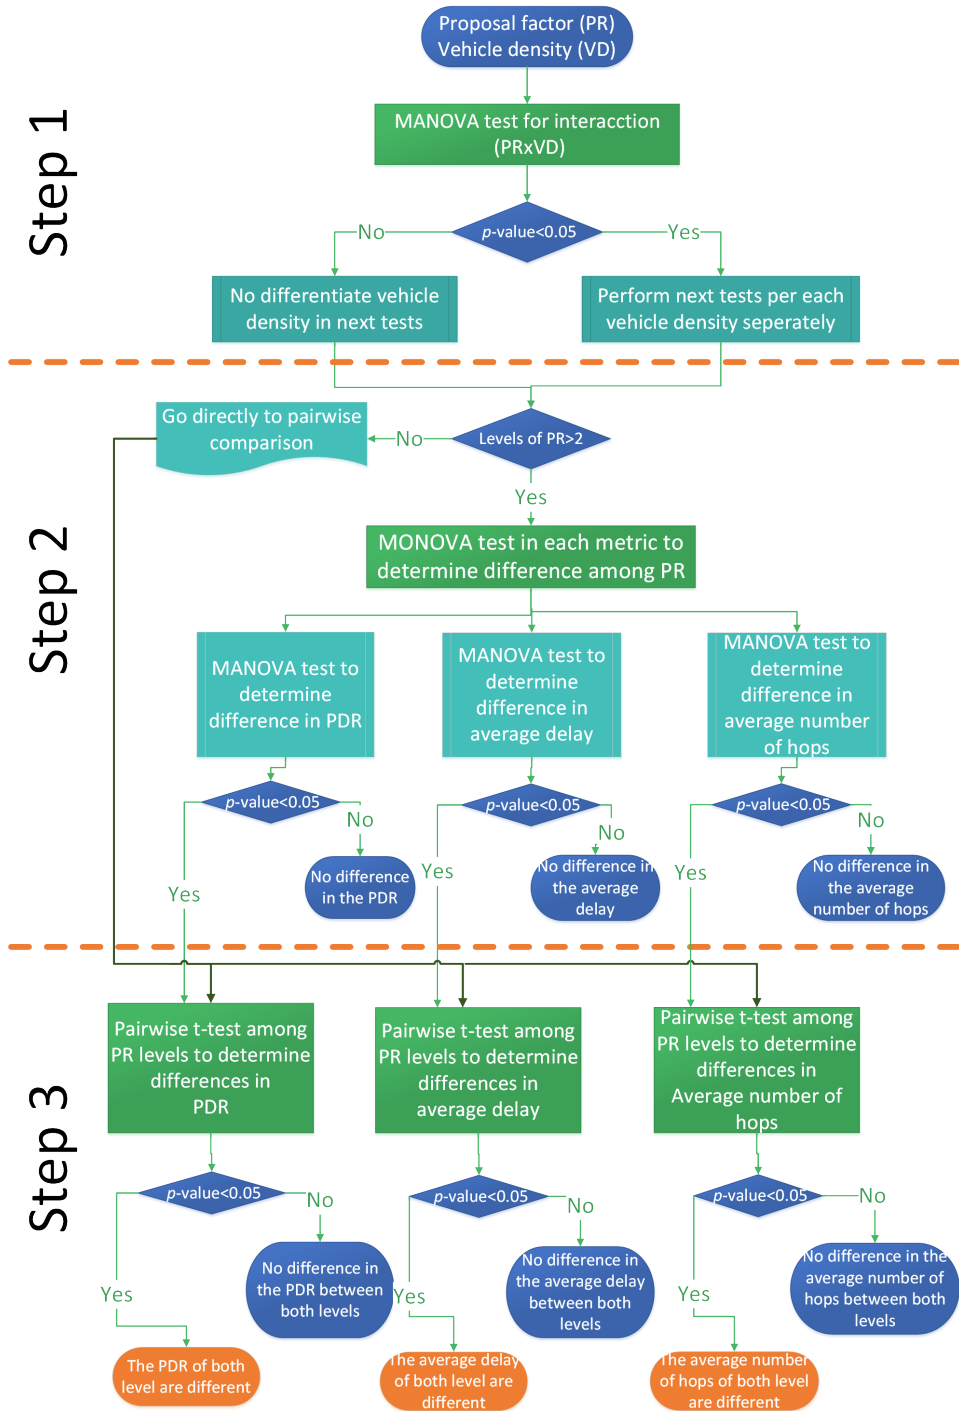 Step 1
Proposal factor (PR)
Vehicle density (VD)
MANOVA test for interacction
(PRxVD)
p-value<0.05
No
Yes
No differentiate vehicle
density in next tests
Perform next tests per each
vehicle density seperately
Step 2
Go directly to pairwise
comparison
No
Levels of PR>2
Yes
MONOVA test in each metric to
determine difference among PR
MANOVA test to
determine
difference in PDR
MANOVA test to
determine
difference in
average delay
MANOVA test to
determine
difference in
average number
of hops
p-value<0.05
No
Yes
No difference
in the PDR
p-value<0.05
No
Yes
No difference in
the average
delay
p-value<0.05
No
Yes
No difference in
the average
number of hops
Step 3
Pairwise t-test among
PR levels to determine
differences in
PDR
Pairwise t-test among
PR levels to determine
differences in
average delay
Pairwise t-test among
PR levels to determine
differences in
Average number of
hops
p-value<0.05
No
Yes
No difference in
the PDR between
both levels
The PDR of both
level are different
p-value<0.05
No
Yes
No difference in
the average delay
between both
levels
The average delay
of both level are
different
p-value<0.05
No
Yes
No difference in the
average number of
hops between both
levels
The average number
of hops of both level
are different